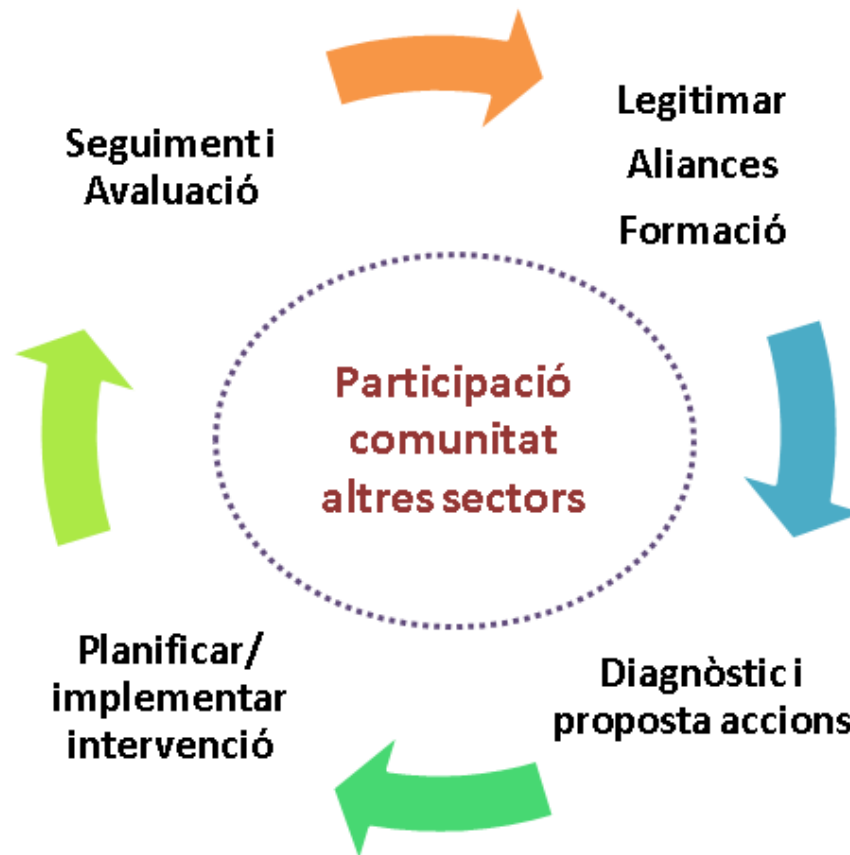 Legitimar
Aliances
Formació
Seguiment i
Avaluació
Participació
comunitat
altres sectors
Planificar/
implementar
intervenció
Diagnòstic i
proposta accions